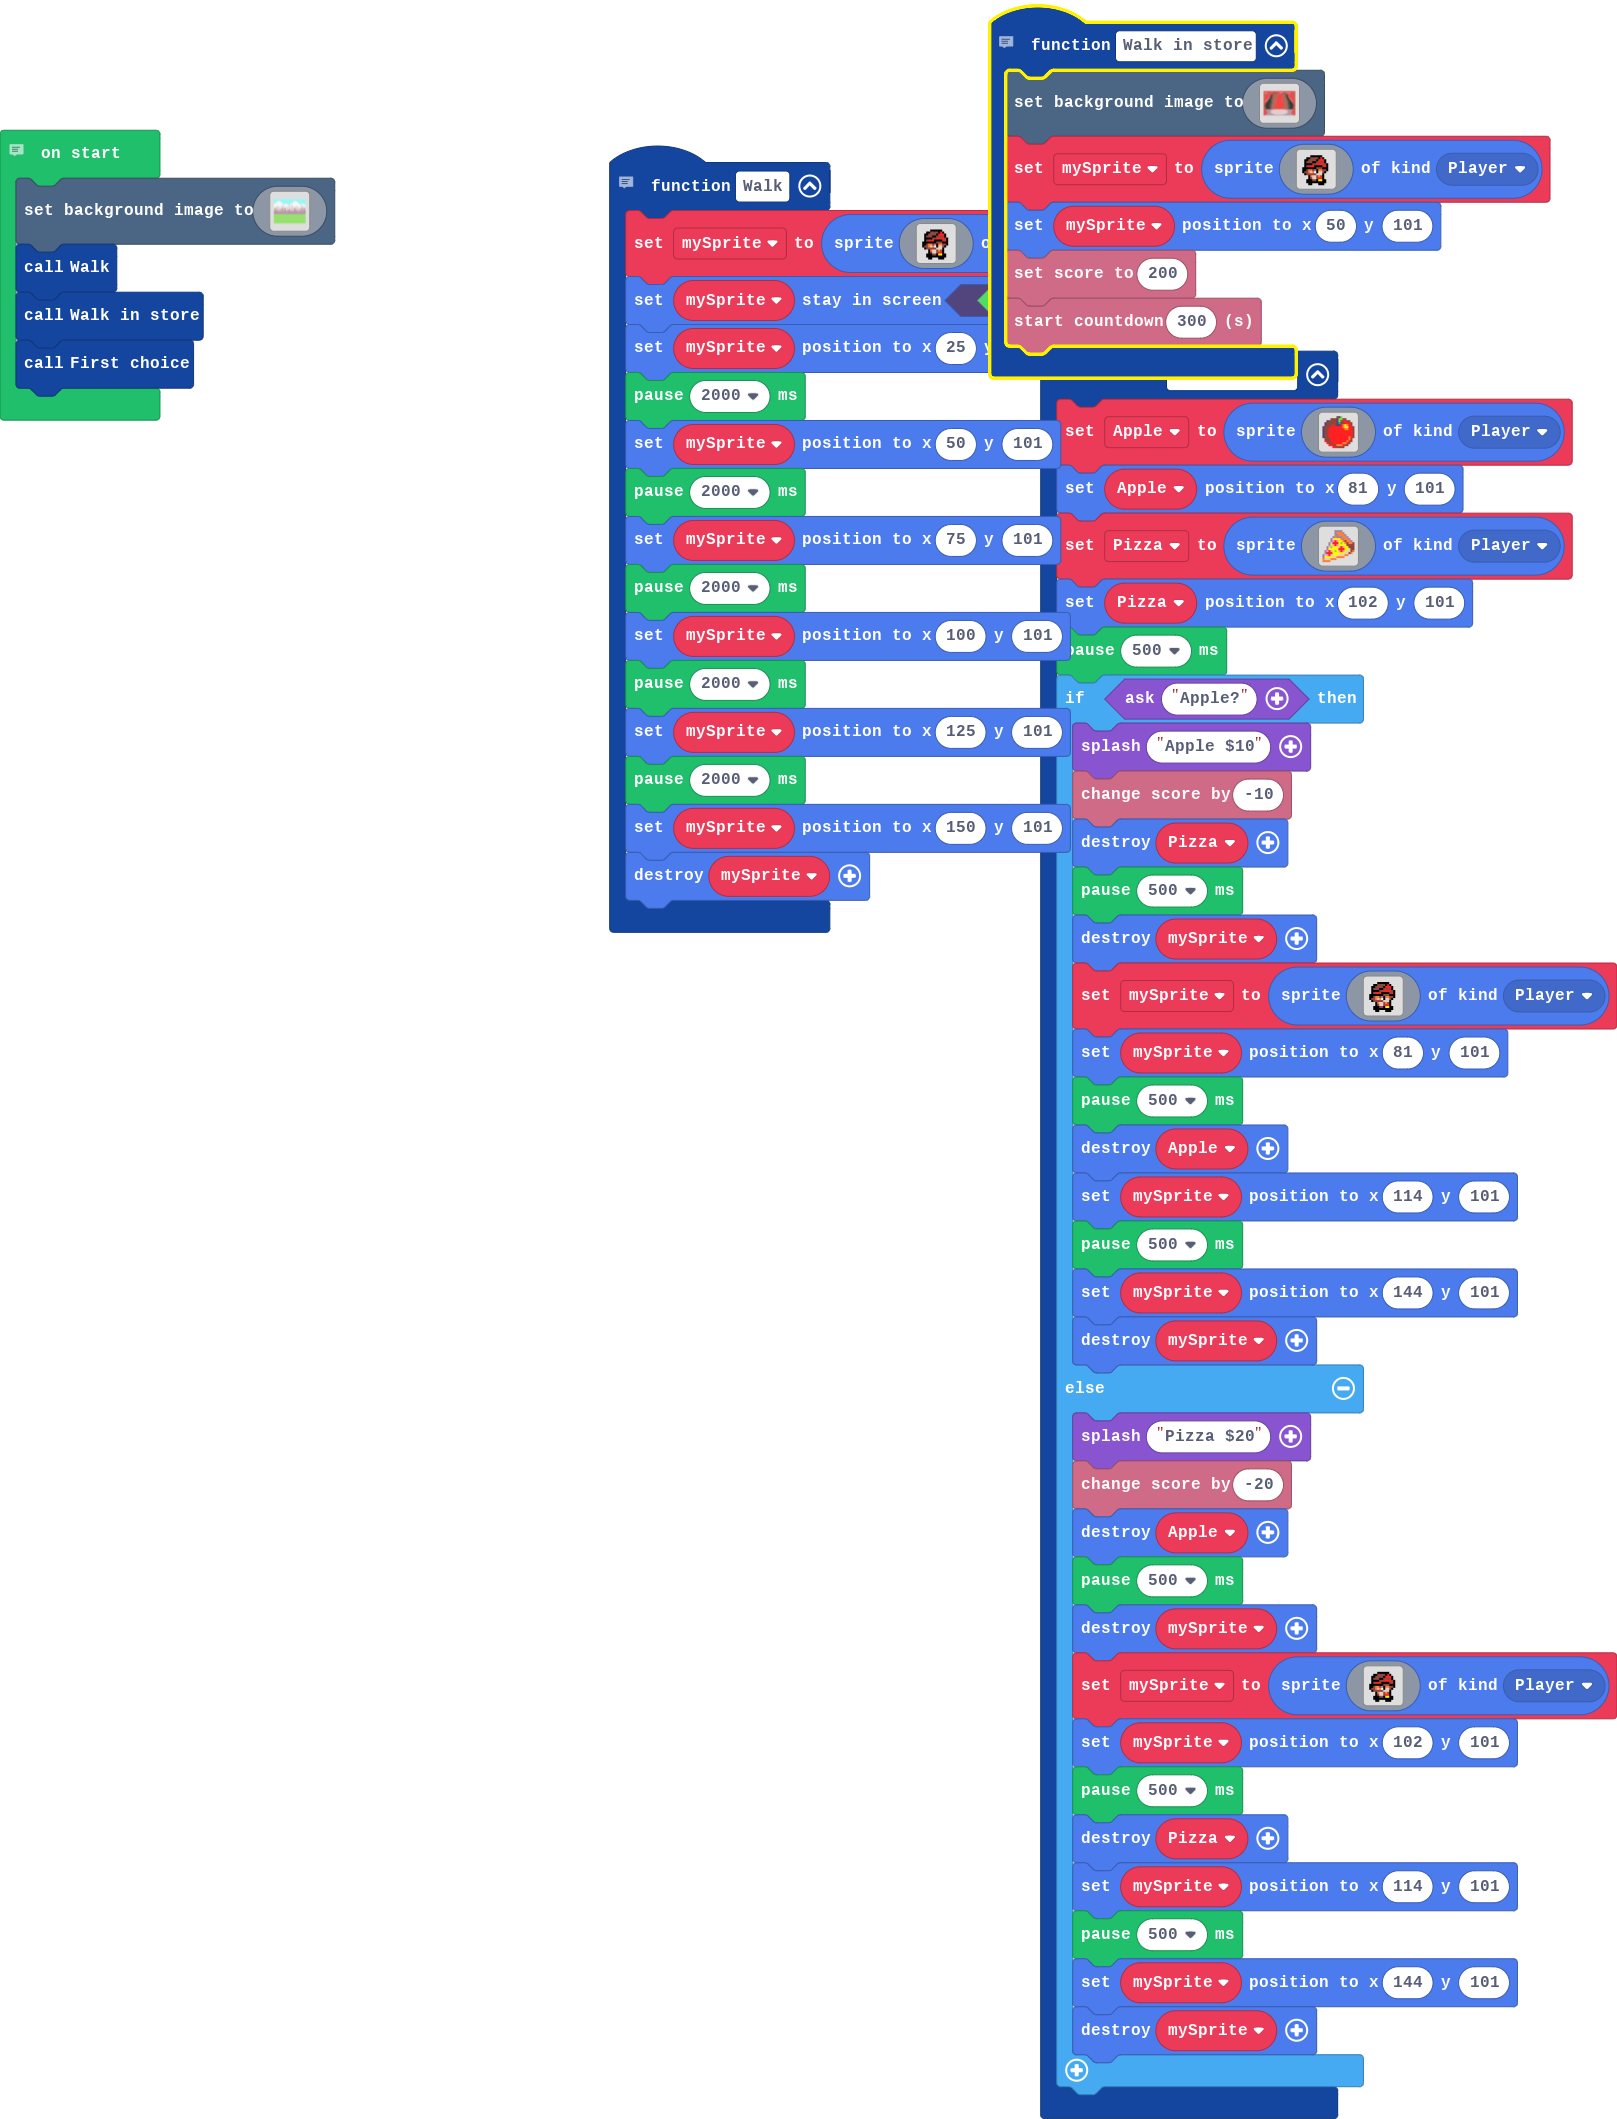 on start
set background image to
call Walk
call Walk in store
call First choice
function Walk
set mySprite to sprite
set mySprite stay in screen
set mySprite position to x 25
pause 2000 ms
set mySprite position to x 50 y 101
pause 2000 ms
set mySprite position to x 75 y 101
pause 2000 ms
set mySprite position to x 100 y 101
pause 2000 ms
set mySprite position to x 125 y 101
pause 2000 ms
set mySprite position to x 150 y 101
destroy mySprite
function Walk in store
set background image to
set mySprite to sprite of kind Player
set mySprite position to x 50 y 101
set score to 200
start countdown 300 (s)
set Apple to sprite of kind Player
set Apple position to x 81 y 101
set Pizza to sprite of kind Player
set Pizza position to x 102 y 101
pause 500 ms
if ask "Apple?" then
splash "Apple $10"
change score by -10
destroy Pizza
pause 500 ms
destroy mySprite
set mySprite to sprite of kind Player
set mySprite position to x 81 y 101
pause 500 ms
destroy Apple
set mySprite position to x 114 y 101
pause 500 ms
set mySprite position to x 144 y 101
destroy mySprite
else
splash "Pizza $20"
change score by -20
destroy Apple
pause 500 ms
destroy mySprite
set mySprite to sprite of kind Player
set mySprite position to x 102 y 101
pause 500 ms
destroy Pizza
set mySprite position to x 114 y 101
pause 500 ms
set mySprite position to x 144 y 101
destroy mySprite